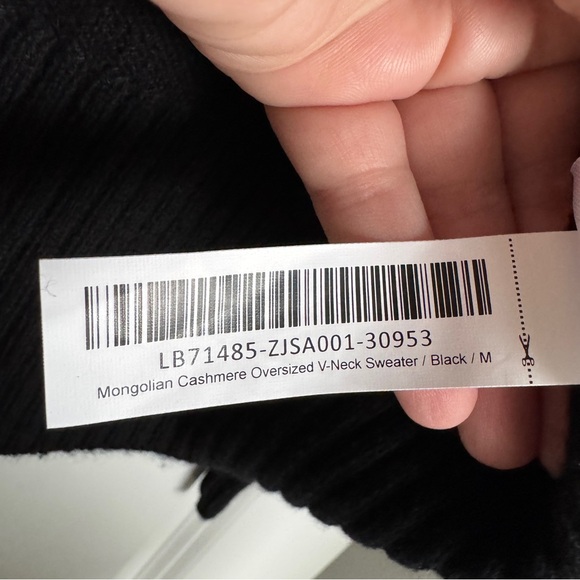 LB71485-ZJSA001-30953
Mongolian Cashmere Oversized V-Neck Sweater / Black / M